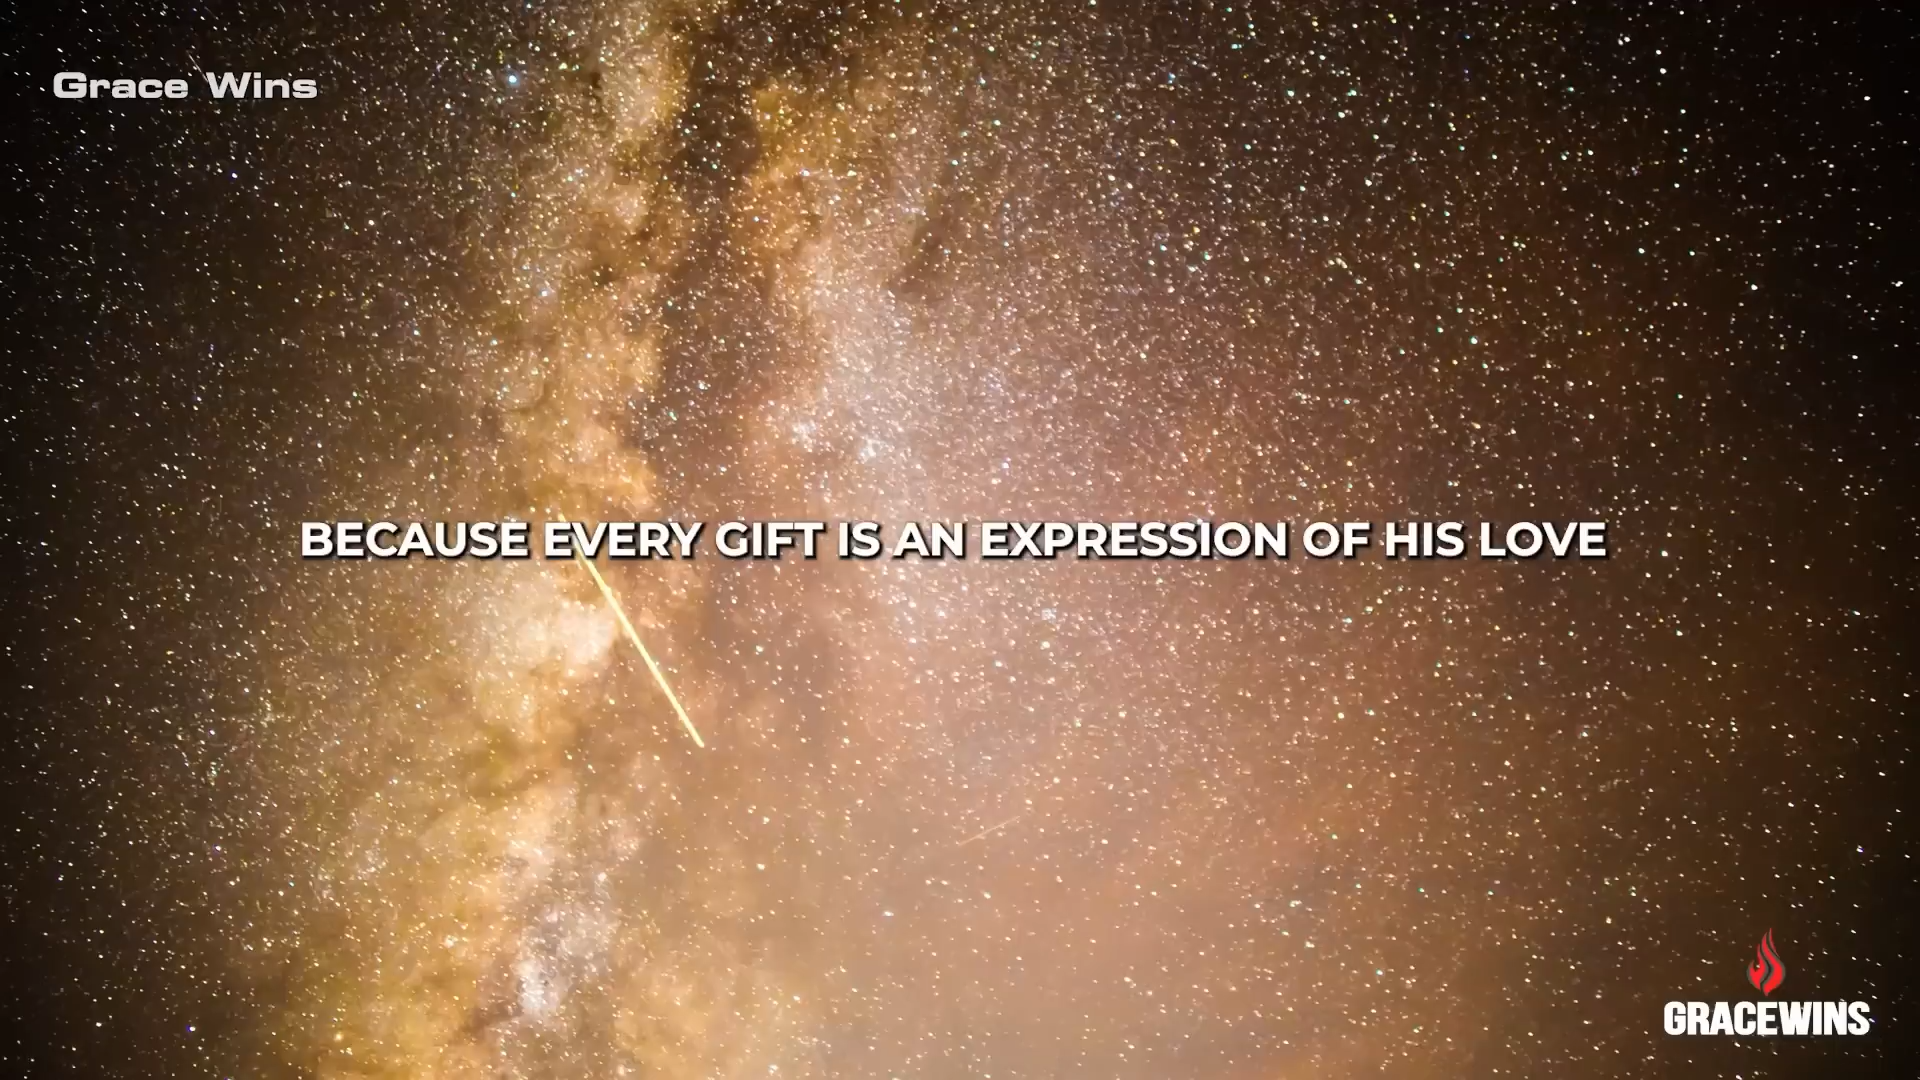 Grace Wins
BECAUSE EVERY GIFT IS AN EXPRESSION OF HIS LOVE
GRACEWINS